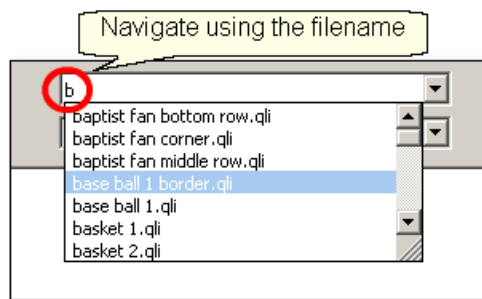 Navigate using the filename
b
baptist fan bottom row.qli
baptist fan corner.qli
baptist fan middle row.qli
base ball 1 border.qli
base ball 1.qli
basket 1.qli
basket 2.qli